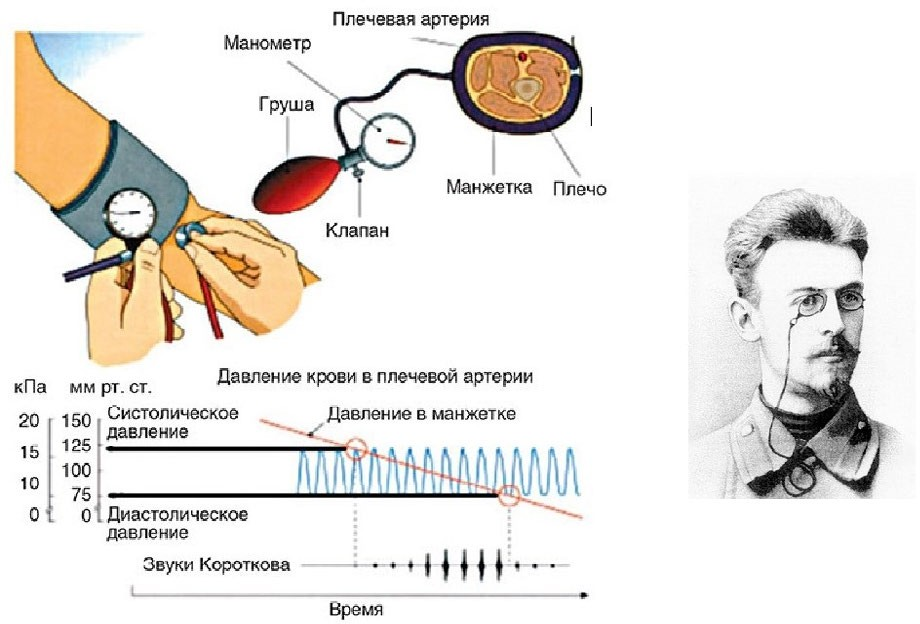 Плечевая артерия
Манометр
Груша
Манжетка
Плечо
Клапан
Давление крови в плечевой артерии
кПа
мм рт. ст.
Систолическое
давление
Давление в манжетке
20
150
15
125
10
100
75
0
0
Диастолическое
давление
Звуки Короткова
Время